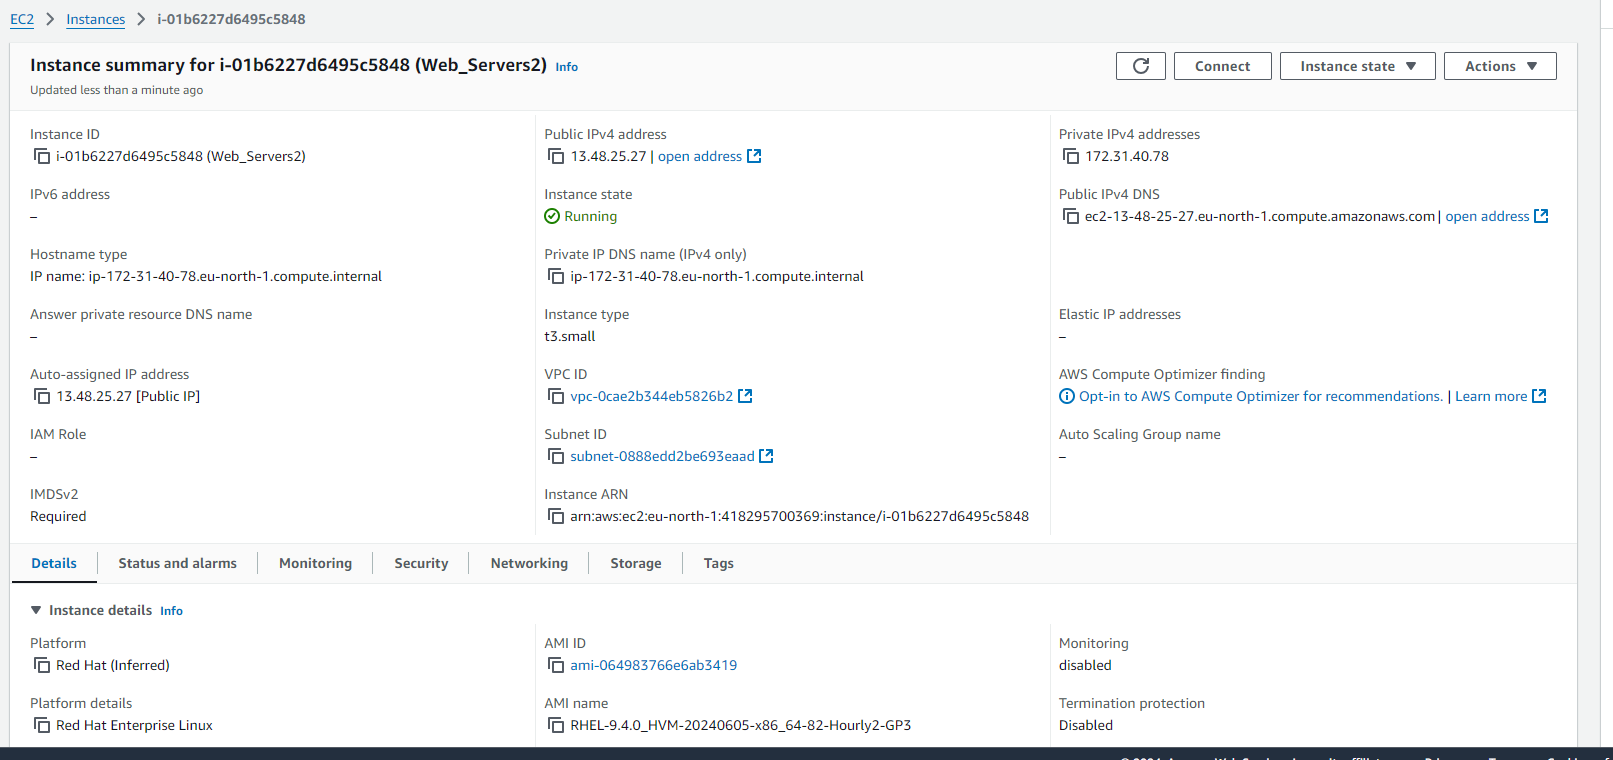 EC2 > Instances > i-01b6227d6495c5848
Instance summary for i-01b6227d6495c5848 (Web_Servers2) Info
Updated less than a minute ago
Connect
Instance state
Actions
Instance ID
i-01b6227d6495c5848 (Web_Servers2)
Public IPv4 address
13.48.25.27 | open address
Private IPv4 addresses
172.31.40.78
IPv6 address
–
Instance state
Running
Public IPv4 DNS
ec2-13-48-25-27.eu-north-1.compute.amazonaws.com | open address
Hostname type
IP name: ip-172-31-40-78.eu-north-1.compute.internal
Private IP DNS name (IPv4 only)
ip-172-31-40-78.eu-north-1.compute.internal
Answer private resource DNS name
–
Instance type
t3.small
Elastic IP addresses
–
Auto-assigned IP address
13.48.25.27 [Public IP]
VPC ID
vpc-0cae2b344eb5826b2
AWS Compute Optimizer finding
Opt-in to AWS Compute Optimizer for recommendations. | Learn more
IAM Role
–
Subnet ID
subnet-0888edd2be693eaad
Auto Scaling Group name
–
IMDSv2
Required
Instance ARN
arn:aws:ec2:eu-north-1:418295700369:instance/i-01b6227d6495c5848
Details
Status and alarms
Monitoring
Security
Networking
Storage
Tags
Instance details Info
Platform
Red Hat (Inferred)
AMI ID
ami-064983766e6ab3419
Monitoring
disabled
Platform details
Red Hat Enterprise Linux
AMI name
RHEL-9.4.0_HVM-20240605-x86_64-82-Hourly2-GP3
Termination protection
Disabled